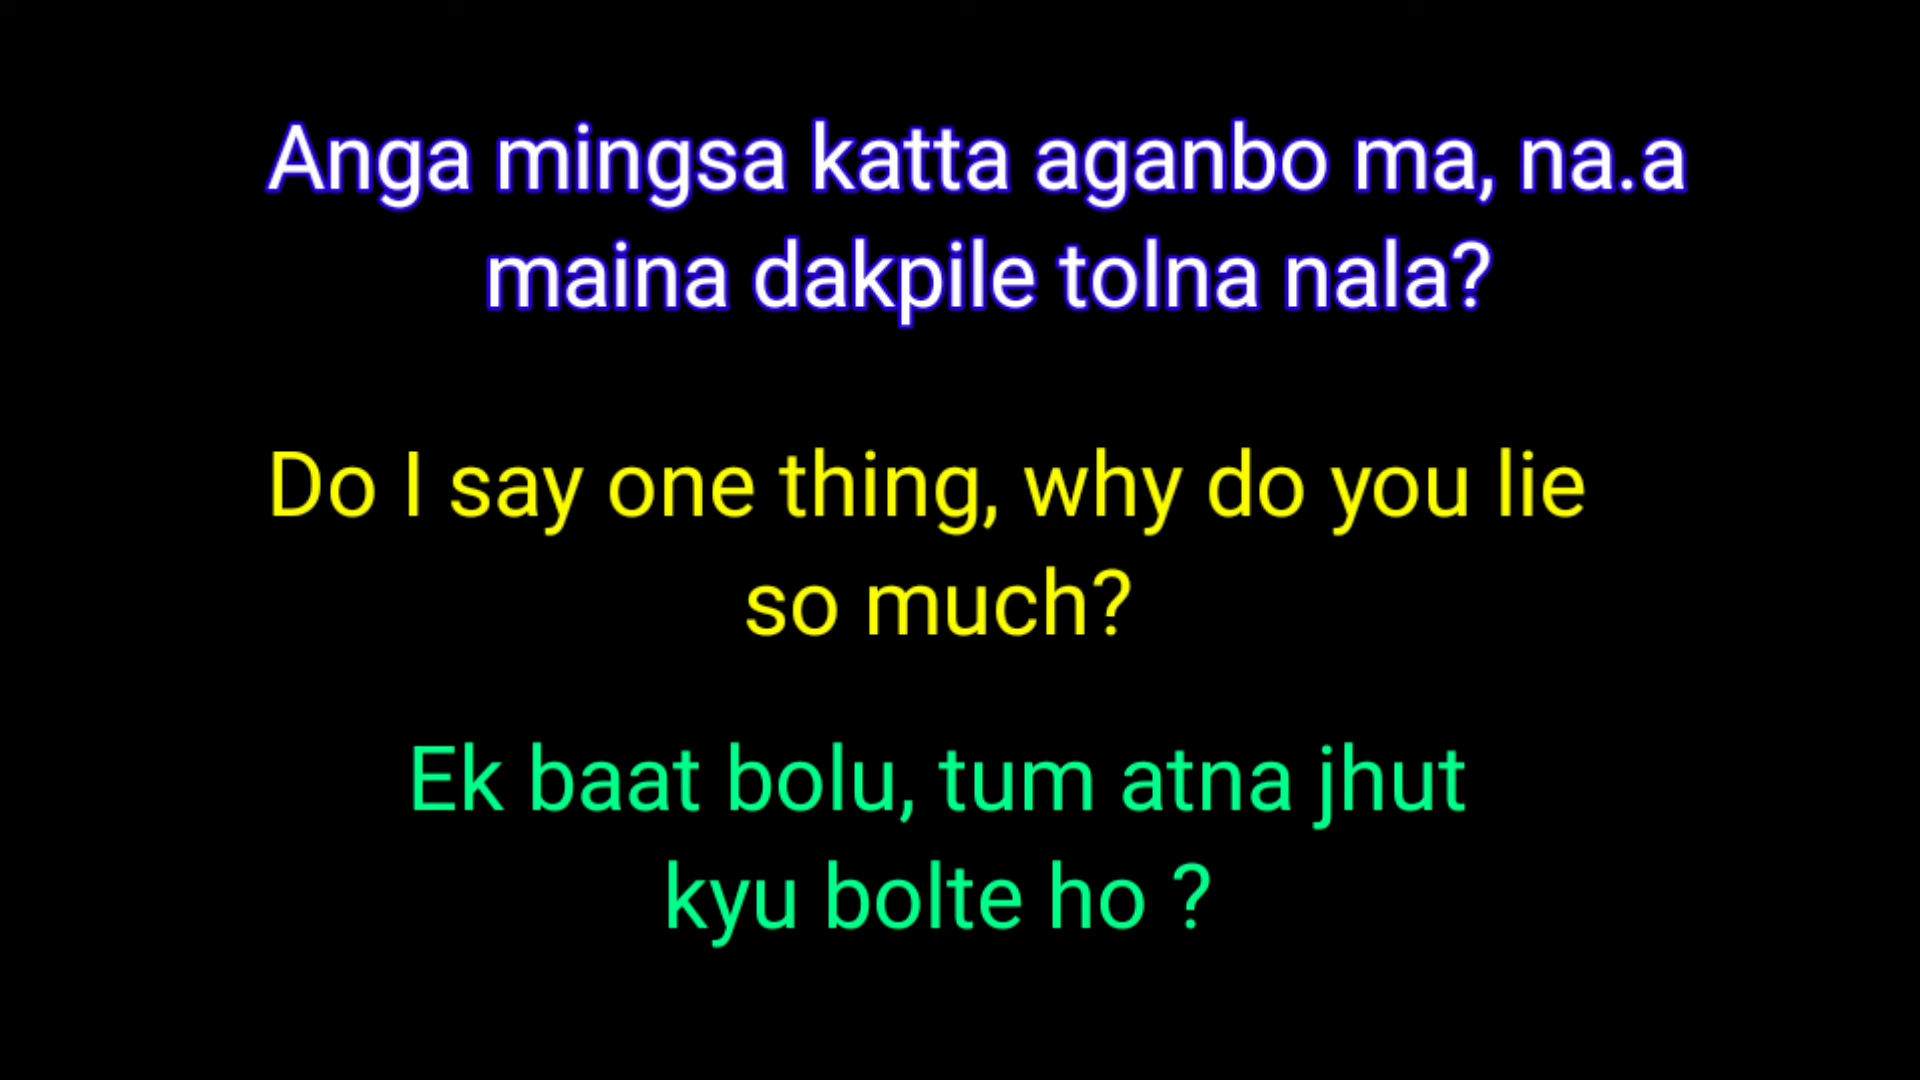 Anga mingsa katta aganbo ma, na.a
maina dakpile tolna nala?
Do I say one thing, why do you lie
so much?
Ek baat bolu, tum atna jhut
kyu bolte ho ?